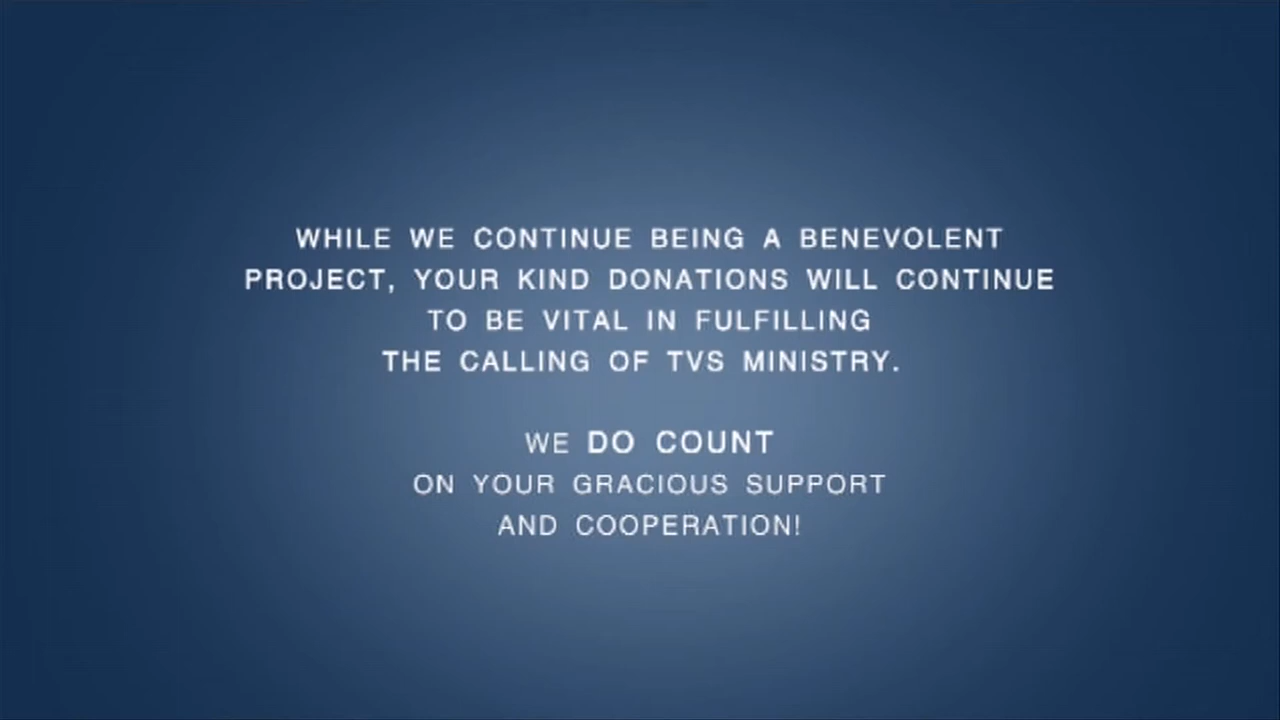 WHILE WE CONTINUE BEING A BENEVOLENT
PROJECT, YOUR KIND DONATIONS WILL CONTINUE
TO BE VITAL IN FULFILLING
THE CALLING OF TVS MINISTRY.
WE DO COUNT
ON YOUR GRACIOUS SUPPORT
AND COOPERATION!